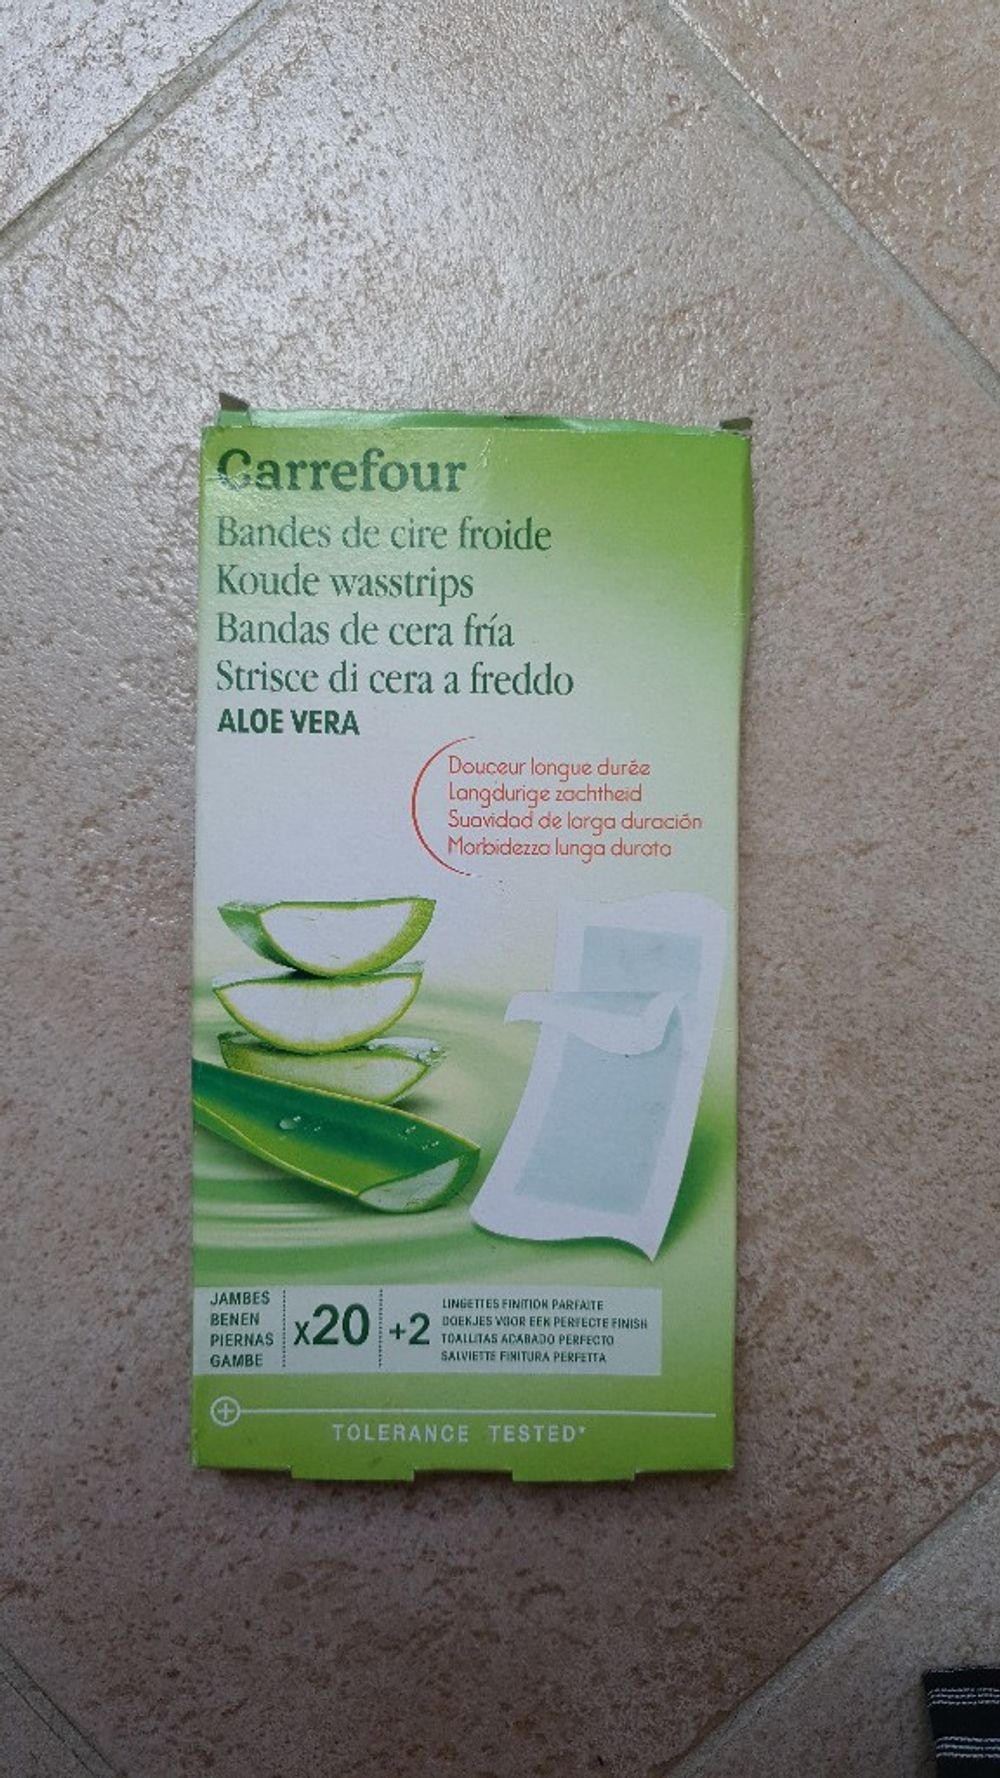 Carrefour
Bandes de cire froide
Koude wasstrips
Bandas de cera fría
Strisce di cera a freddo
ALOE VERA
Douceur longue durée
Langdurige zachtheid
Suavidad de larga duración
Morbidezza lunga durata
JAMBES
BENEN
PIERNAS
GAMBE
x20
+2
LINGETTES FINITION PARFAITE
DOEKJES VOOR EEN PERFECTE FINISH
TOALLITAS ACABADO PERFECTO
SALVIETTE FINITURA PERFETTA
TOLERANCE TESTED*